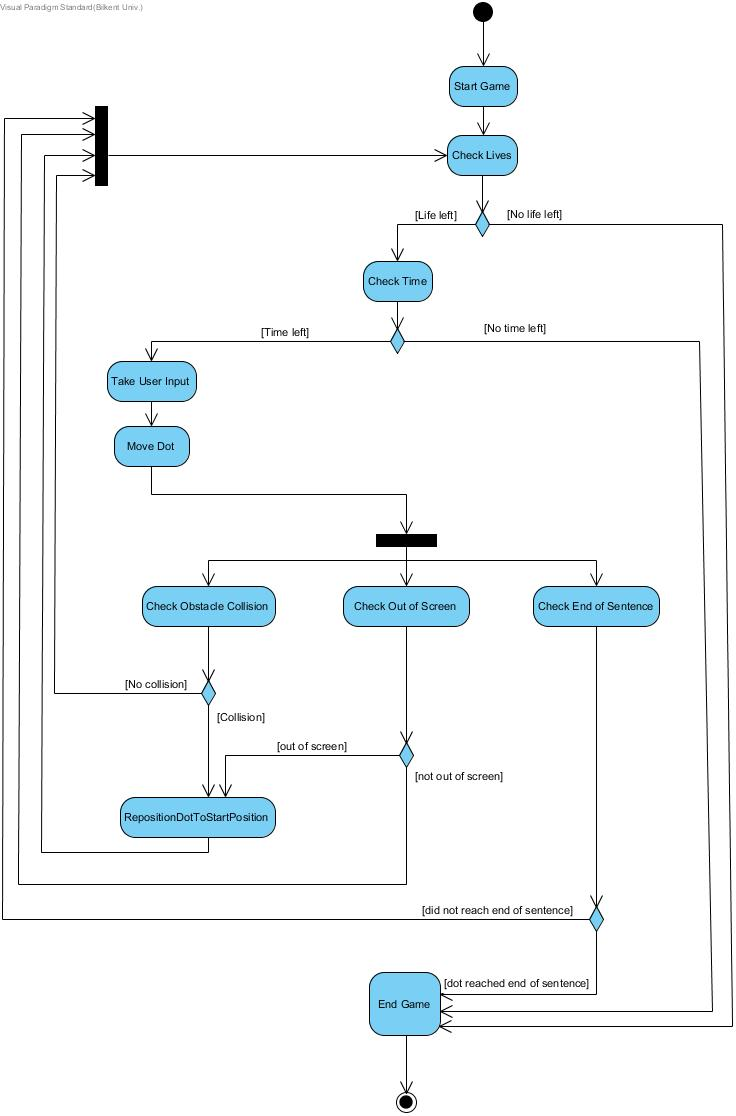 Visual Paradigm Standard(Bilkent Univ.)
Start Game
Check Lives
[Life left]
[No life left]
Check Time
[Time left]
[No time left]
Take User Input
Move Dot
Check Obstacle Collision
Check Out of Screen
Check End of Sentence
[No collision]
[Collision]
[out of screen]
[not out of screen]
RepositionDotToStartPosition
[did not reach end of sentence]
[dot reached end of sentence]
End Game